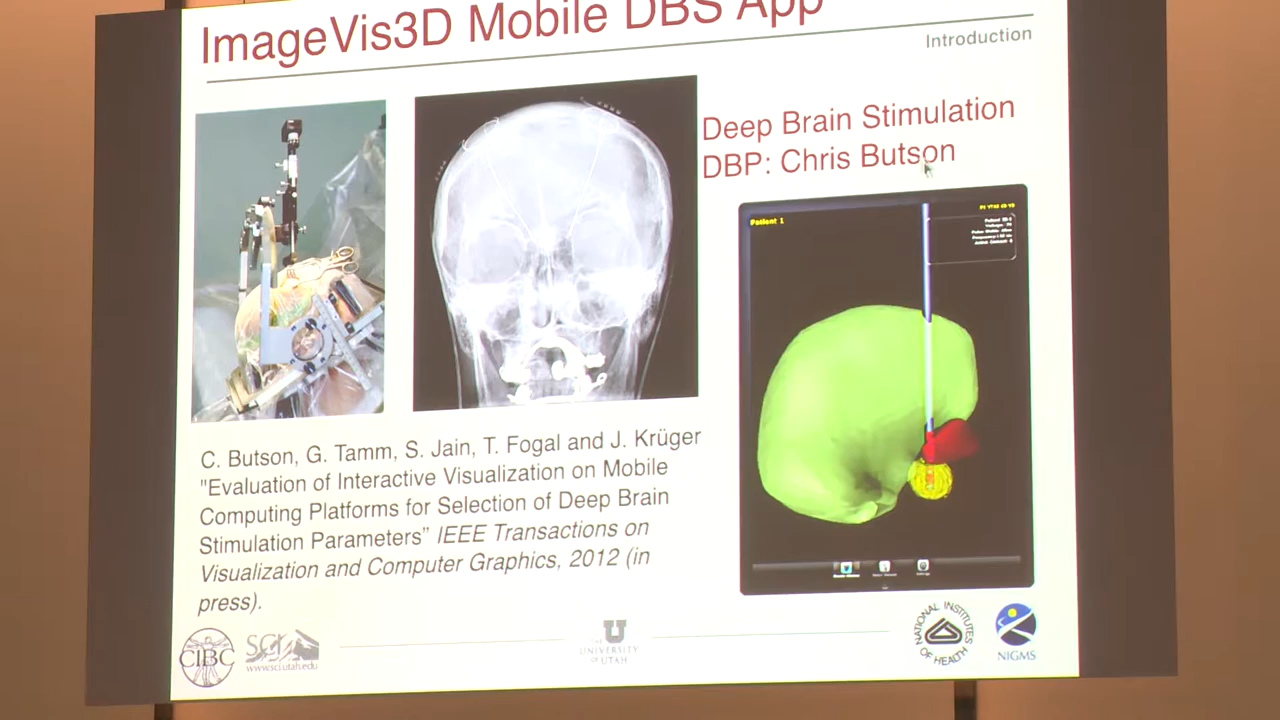 ImageVis3D Mobile DBS App
Introduction
Deep Brain Stimulation
DBP: Chris Butson
Patient 1
C. Butson, G. Tamm, S. Jain, T. Fogal and J. Krüger
"Evaluation of Interactive Visualization on Mobile
Computing Platforms for Selection of Deep Brain
Stimulation Parameters” IEEE Transactions on
Visualization and Computer Graphics, 2012 (in
press).
CIBC
SCI
www.sci.utah.edu
THE
UNIVERSITY
OF UTAH
NATIONAL INSTITUTES
OF HEALTH
NIGMS